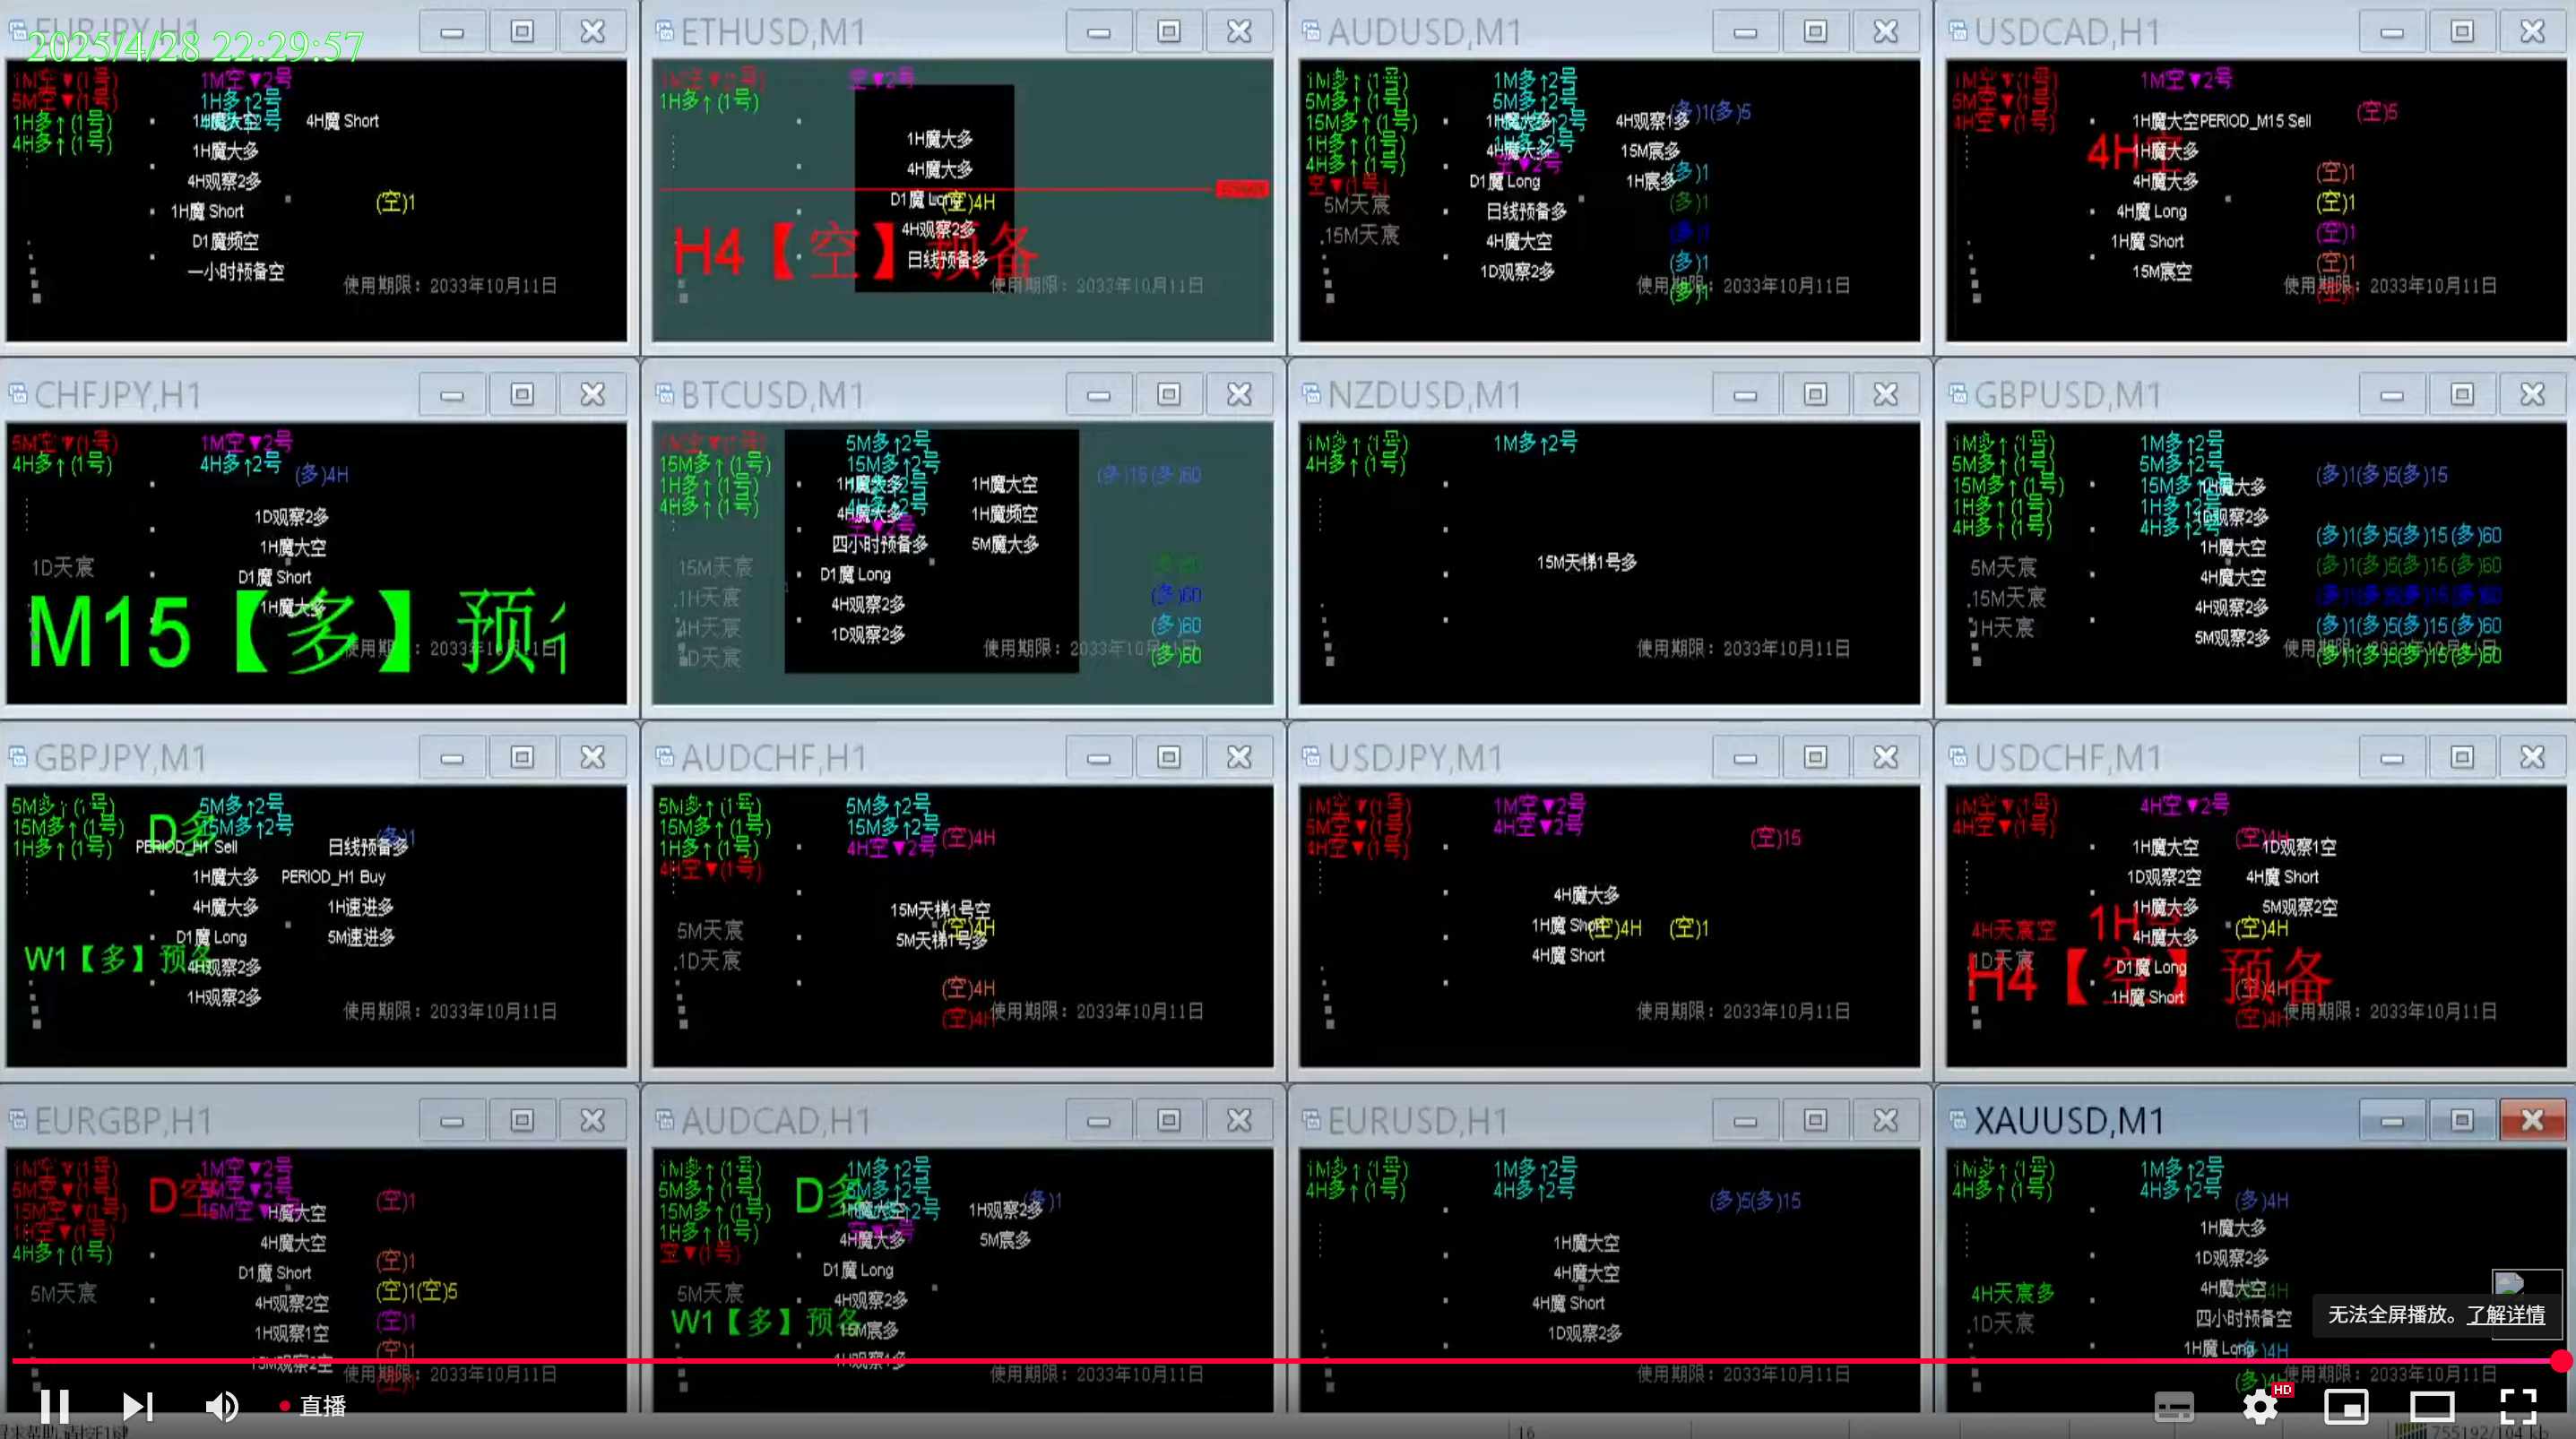 EURJPY,H1
2025/4/28 22:29:57
1M空▼(1号)
5M空▼(1号)
1H多↑(1号)
4H多↑(1号)
1M空▼2号
1H多↑2号
1H魔大空
4H魔 Short
1H魔大多
4H观察2多
(空)1
1H魔 Short
D1魔频空
一小时预备空
使用期限：2033年10月11日
ETHUSD,M1
1M空▼(1号)
1H多↑(1号)
空▼2号
1H魔大多
4H魔大多
D1魔 Long
(空)4H
4H观察2多
日线预备多
H4【空】预备
使用期限：2033年10月11日
AUDUSD,M1
1M多↑(1号)
5M多↑(1号)
15M多↑(1号)
1H多↑(1号)
4H多↑(1号)
空▼(1号)
5M天宸
15M天宸
1M多↑2号
5M多↑2号
空▼2号
1H魔大多
4H魔大多
D1魔 Long
日线预备多
4H魔大空
1D观察2多
4H观察1多
15M宸多
1H宸多
(多)1(多)5
(多)1
(多)1
(多)1
(多)1
(多)1
使用期限：2033年10月11日
USDCAD,H1
1M空▼(1号)
5M空▼(1号)
4H空▼(1号)
1M空▼2号
(空)5
1H魔大空PERIOD_M15 Sell
4H空
1H魔大多
4H魔大多
4H魔 Long
1H魔 Short
15M宸空
(空)1
(空)1
(空)1
(空)1
(空)1
使用期限：2033年10月11日
CHFJPY,H1
5M空▼(1号)
4H多↑(1号)
1M空▼2号
4H多↑2号
(多)4H
1D观察2多
1H魔大空
1D天宸
D1魔 Short
1H魔大多
M15【多】预
使用期限：2033年10月11日
BTCUSD,M1
1M空▼(1号)
15M多↑(1号)
1H多↑(1号)
4H多↑(1号)
5M多↑2号
15M多↑2号
4H多↑2号
空▼2号
1H魔大多
4H魔大多
四小时预备多
D1魔 Long
4H观察2多
1D观察2多
1H魔大空
1H魔频空
5M魔大多
(多)15(多)60
15M天宸
1H天宸
4H天宸
1D天宸
(多)60
(多)60
(多)60
(多)60
使用期限：2033年10月11日
NZDUSD,M1
1M多↑(1号)
4H多↑(1号)
1M多↑2号
15M天梯1号多
使用期限：2033年10月11日
GBPUSD,M1
1M多↑(1号)
5M多↑(1号)
15M多↑(1号)
1H多↑(1号)
4H多↑(1号)
1M多↑2号
5M多↑2号
15M多↑2号
1H多↑2号
4H多↑2号
1H魔大多
1D观察2多
1H魔大空
4H魔大空
4H观察2多
5M观察2多
5M天宸
15M天宸
1H天宸
(多)1(多)5(多)15
(多)1(多)5(多)15(多)60
(多)1(多)5(多)15(多)60
(多)1(多)5(多)15(多)60
(多)1(多)5(多)15(多)60
(多)1(多)5(多)15(多)60
使用期限：2033年10月11日
GBPJPY,M1
5M多↑(1号)
15M多↑(1号)
1H多↑(1号)
D多
5M多↑2号
15M多↑2号
(多)1
PERIOD_H1 Sell
日线预备多
1H魔大多
PERIOD_H1 Buy
4H魔大多
1H速进多
D1魔 Long
5M速进多
W1【多】预备
4H观察2多
1H观察2多
使用期限：2033年10月11日
AUDCHF,H1
5M多↑(1号)
15M多↑(1号)
1H多↑(1号)
4H空▼(1号)
5M多↑2号
15M多↑2号
4H空▼2号
(空)4H
15M天梯1号空
(空)4H
5M天梯1号多
5M天宸
1D天宸
(空)4H
(空)4H
使用期限：2033年10月11日
USDJPY,M1
1M空▼(1号)
5M空▼(1号)
4H空▼(1号)
1M空▼2号
4H空▼2号
(空)15
4H魔大多
1H魔 Short
(空)4H
(空)1
4H魔 Short
使用期限：2033年10月11日
USDCHF,M1
1M空▼(1号)
4H空▼(1号)
4H空▼2号
(空)4H
1H魔大空
1D观察1空
1D观察2空
4H魔 Short
1H魔大多
5M观察2空
1H空
4H魔大多
(空)4H
4H天宸空
1D天宸
D1魔 Long
1H魔 Short
H4【空】预备
(空)4H
(空)4H
使用期限：2033年10月11日
EURGBP,H1
1M空▼(1号)
5M空▼(1号)
15M空▼(1号)
1H空▼(1号)
4H多↑(1号)
D空
1M空▼2号
5M空▼2号
15M空▼
H魔大空
4H魔大空
D1魔 Short
4H观察2空
1H观察1空
15M观察2空
5M天宸
(空)1
(空)1
(空)1(空)5
(空)1
(空)1
使用期限：2033年10月11日
AUDCAD,H1
1M多↑(1号)
5M多↑(1号)
15M多↑(1号)
1H多↑(1号)
空▼(1号)
D多
1M多↑2号
5M多↑2号
(多)1
1H观察2多
4H魔大多
5M宸多
D1魔 Long
5M天宸
4H观察2多
W1【多】预备
15M宸多
4H观察1多
使用期限：2033年10月11日
EURUSD,H1
1M多↑(1号)
4H多↑(1号)
1M多↑2号
4H多↑2号
(多)5(多)15
1H魔大空
4H魔大空
4H魔 Short
1D观察2多
使用期限：2033年10月11日
XAUUSD,M1
1M多↑(1号)
4H多↑(1号)
1M多↑2号
4H多↑2号
(多)4H
1H魔大多
1D观察2多
4H魔大空
四小时预备空
1H魔 Long
4H天宸多
1D天宸
(多)4H
(多)4H
使用期限：2033年10月11日
无法全屏播放。了解详情
直播
HD
16
755192/104 kb